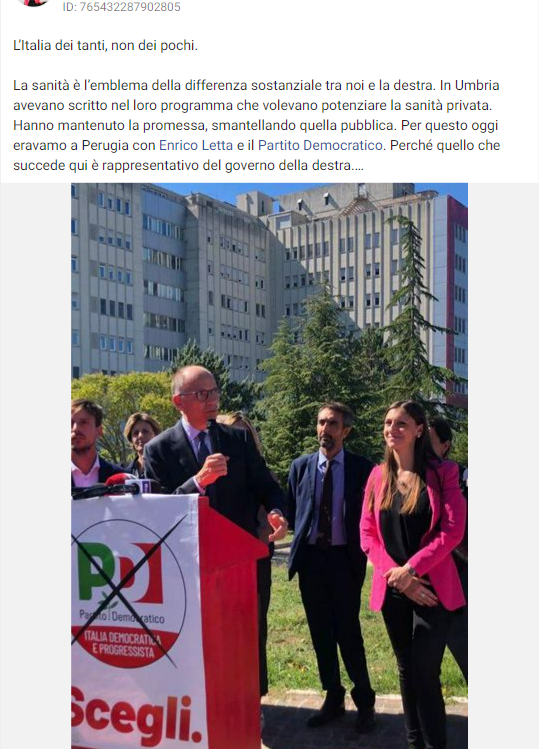 ID: 765432287902805
L'Italia dei tanti, non dei pochi.
La sanità è l'emblema della differenza sostanziale tra noi e la destra. In Umbria
avevano scritto nel loro programma che volevano potenziare la sanità privata.
Hanno mantenuto la promessa, smantellando quella pubblica. Per questo oggi
eravamo a Perugia con Enrico Letta e il Partito Democratico. Perché quello che
succede qui è rappresentativo del governo della destra....
PD
Partito Democratico
ITALIA DEMOCRATICA
E PROGRESSISTA
Scegli.